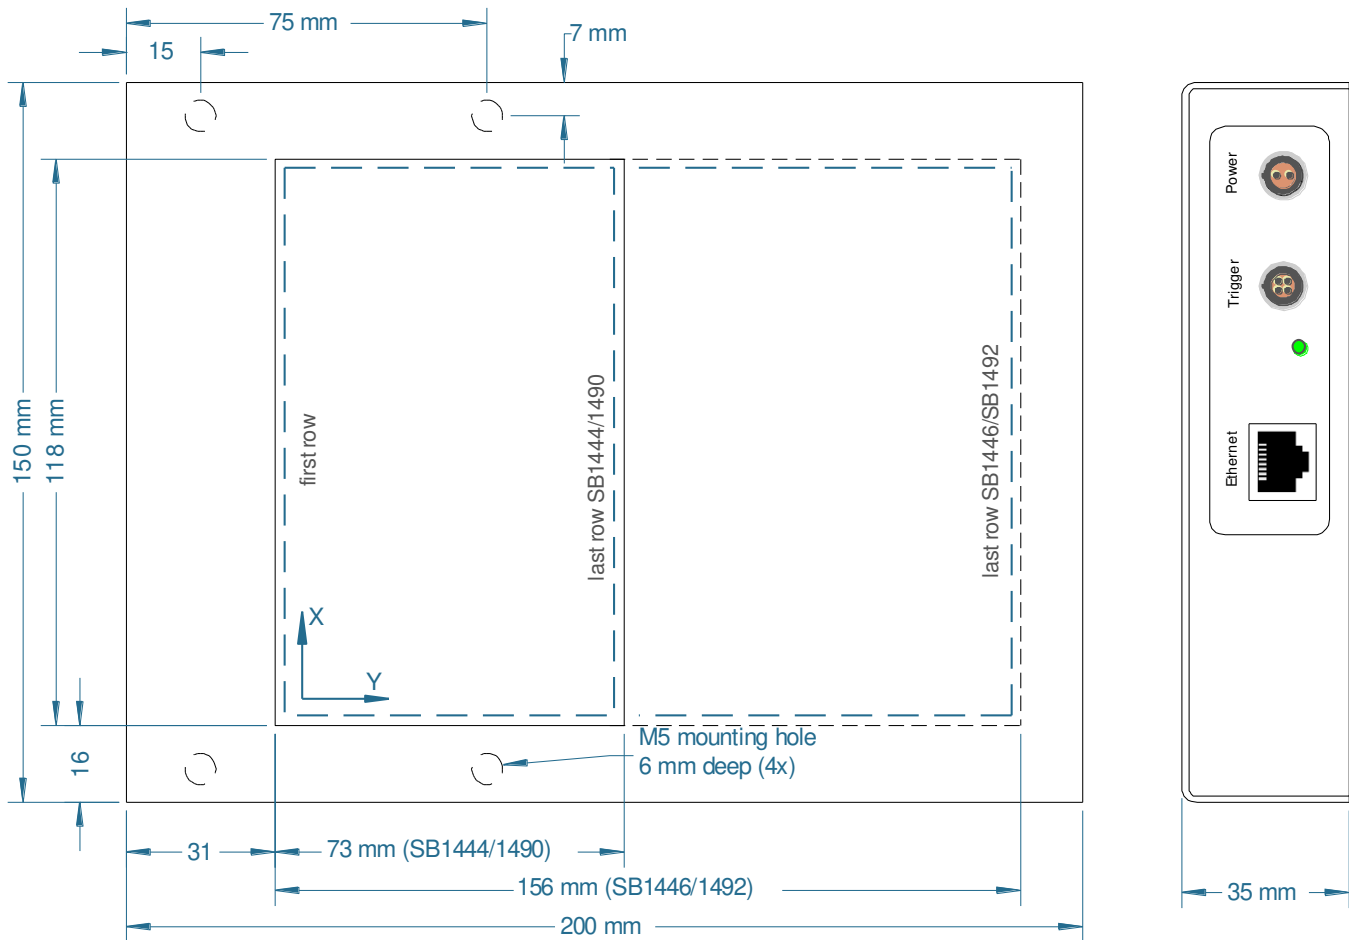 75 mm
15
7 mm
Power
Trigger
Ethernet
150 mm
118 mm
first row
last row SB1444/1490
last row SB1446/SB1492
X
Y
M5 mounting hole
6 mm deep (4x)
16
31
73 mm (SB1444/1490)
156 mm (SB1446/1492)
200 mm
35 mm